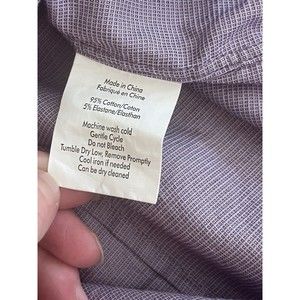 Made in China
Fabriqué en Chine
95% Cotton/Coton
5% Elastane/Elasthan
Machine wash cold
Gentle Cycle
Do not Bleach
Tumble Dry Low, Remove Promptly
Cool iron if needed
Can be dry cleaned